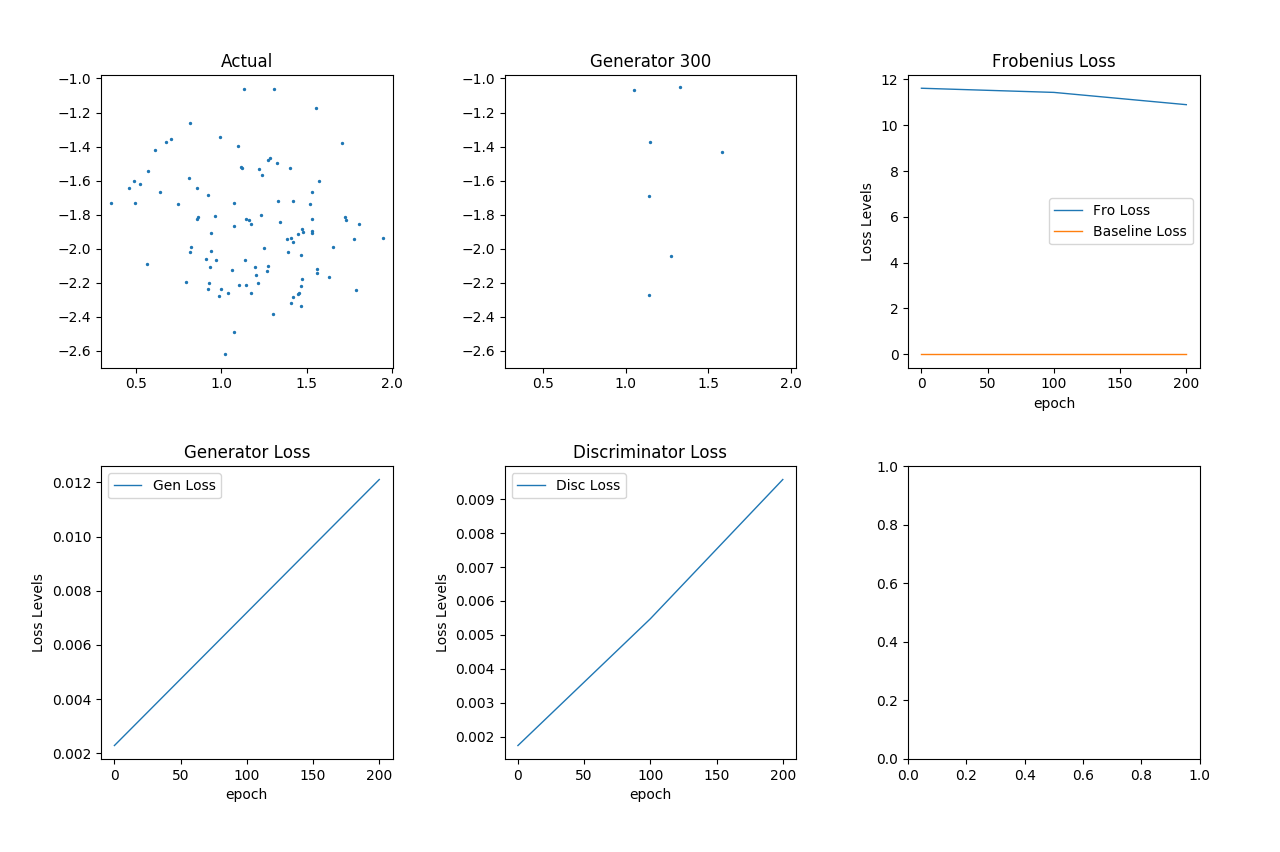 Actual
−1.0
−1.2
−1.4
−1.6
−1.8
−2.0
−2.2
−2.4
−2.6
0.5 1.0 1.5 2.0
Generator 300
−1.0
−1.2
−1.4
−1.6
−1.8
−2.0
−2.2
−2.4
−2.6
0.5 1.0 1.5 2.0
Frobenius Loss
Loss Levels
12
10
8
6
4
2
0
Fro Loss
Baseline Loss
0 50 100 150 200
epoch
Generator Loss
Loss Levels
0.012
0.010
0.008
0.006
0.004
0.002
Gen Loss
0 50 100 150 200
epoch
Discriminator Loss
Loss Levels
0.009
0.008
0.007
0.006
0.005
0.004
0.003
0.002
Disc Loss
0 50 100 150 200
epoch
1.0
0.8
0.6
0.4
0.2
0.0
0.0 0.2 0.4 0.6 0.8 1.0